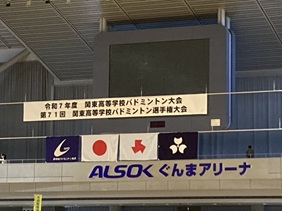 令和7年度 関東高等学校バドミントン大会
第71回 関東高等学校バドミントン選手権大会
ALSOK ぐんまアリーナ